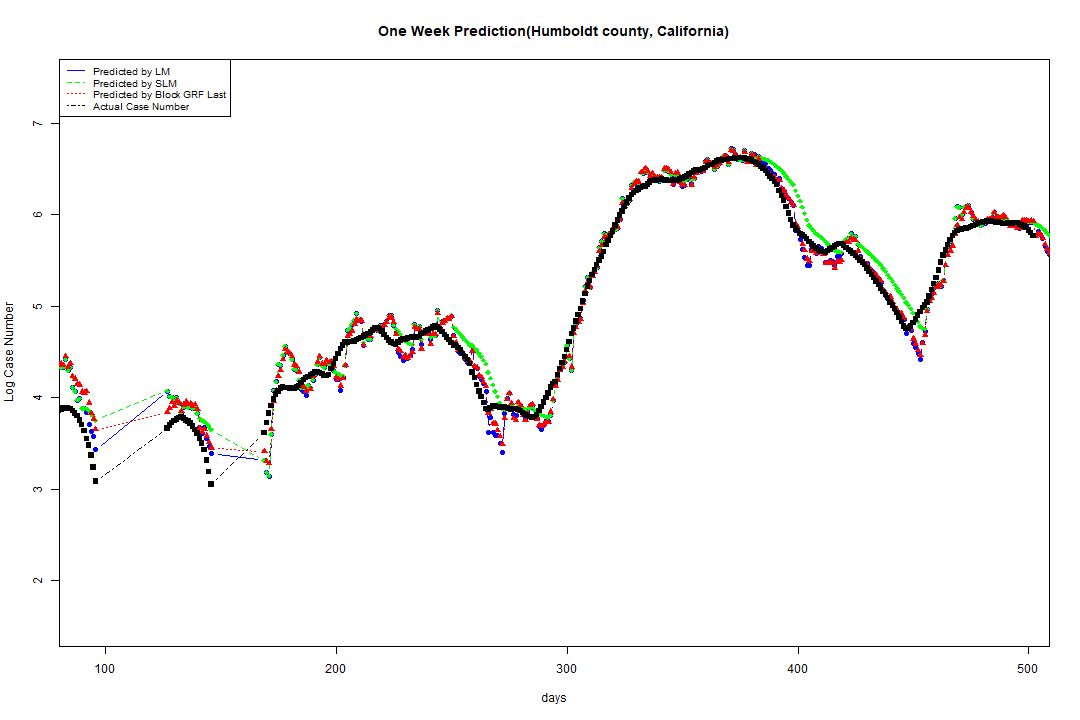 One Week Prediction(Humboldt county, California)
Predicted by LM
Predicted by SLM
Predicted by Block GRF Last
Actual Case Number
Log Case Number
7
6
5
4
3
2
100 200 300 400 500
days